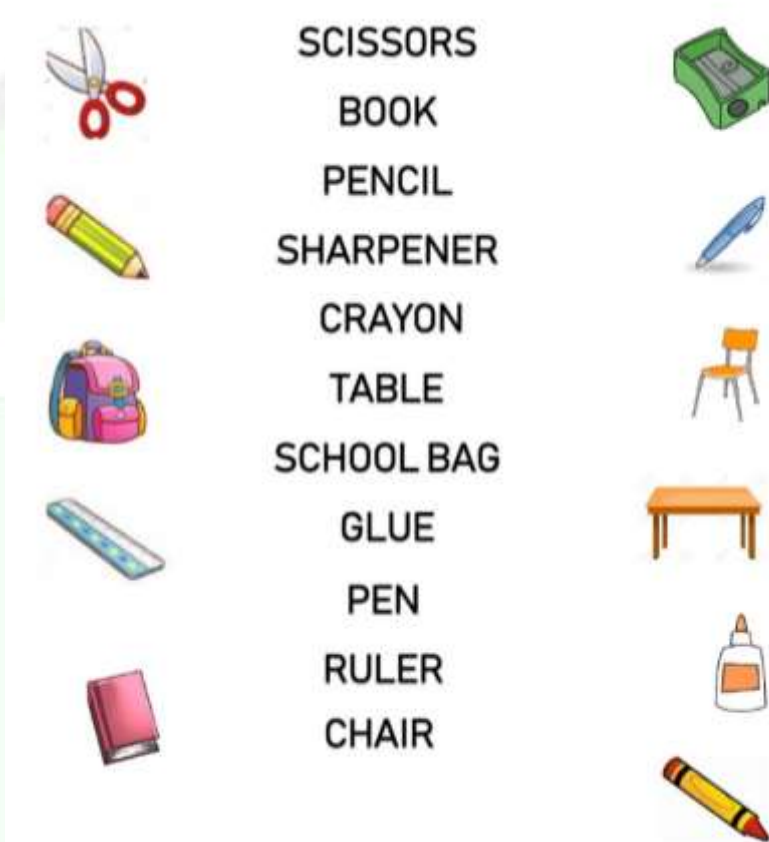 SCISSORS
BOOK
PENCIL
SHARPENER
CRAYON
TABLE
SCHOOL BAG
GLUE
PEN
RULER
CHAIR